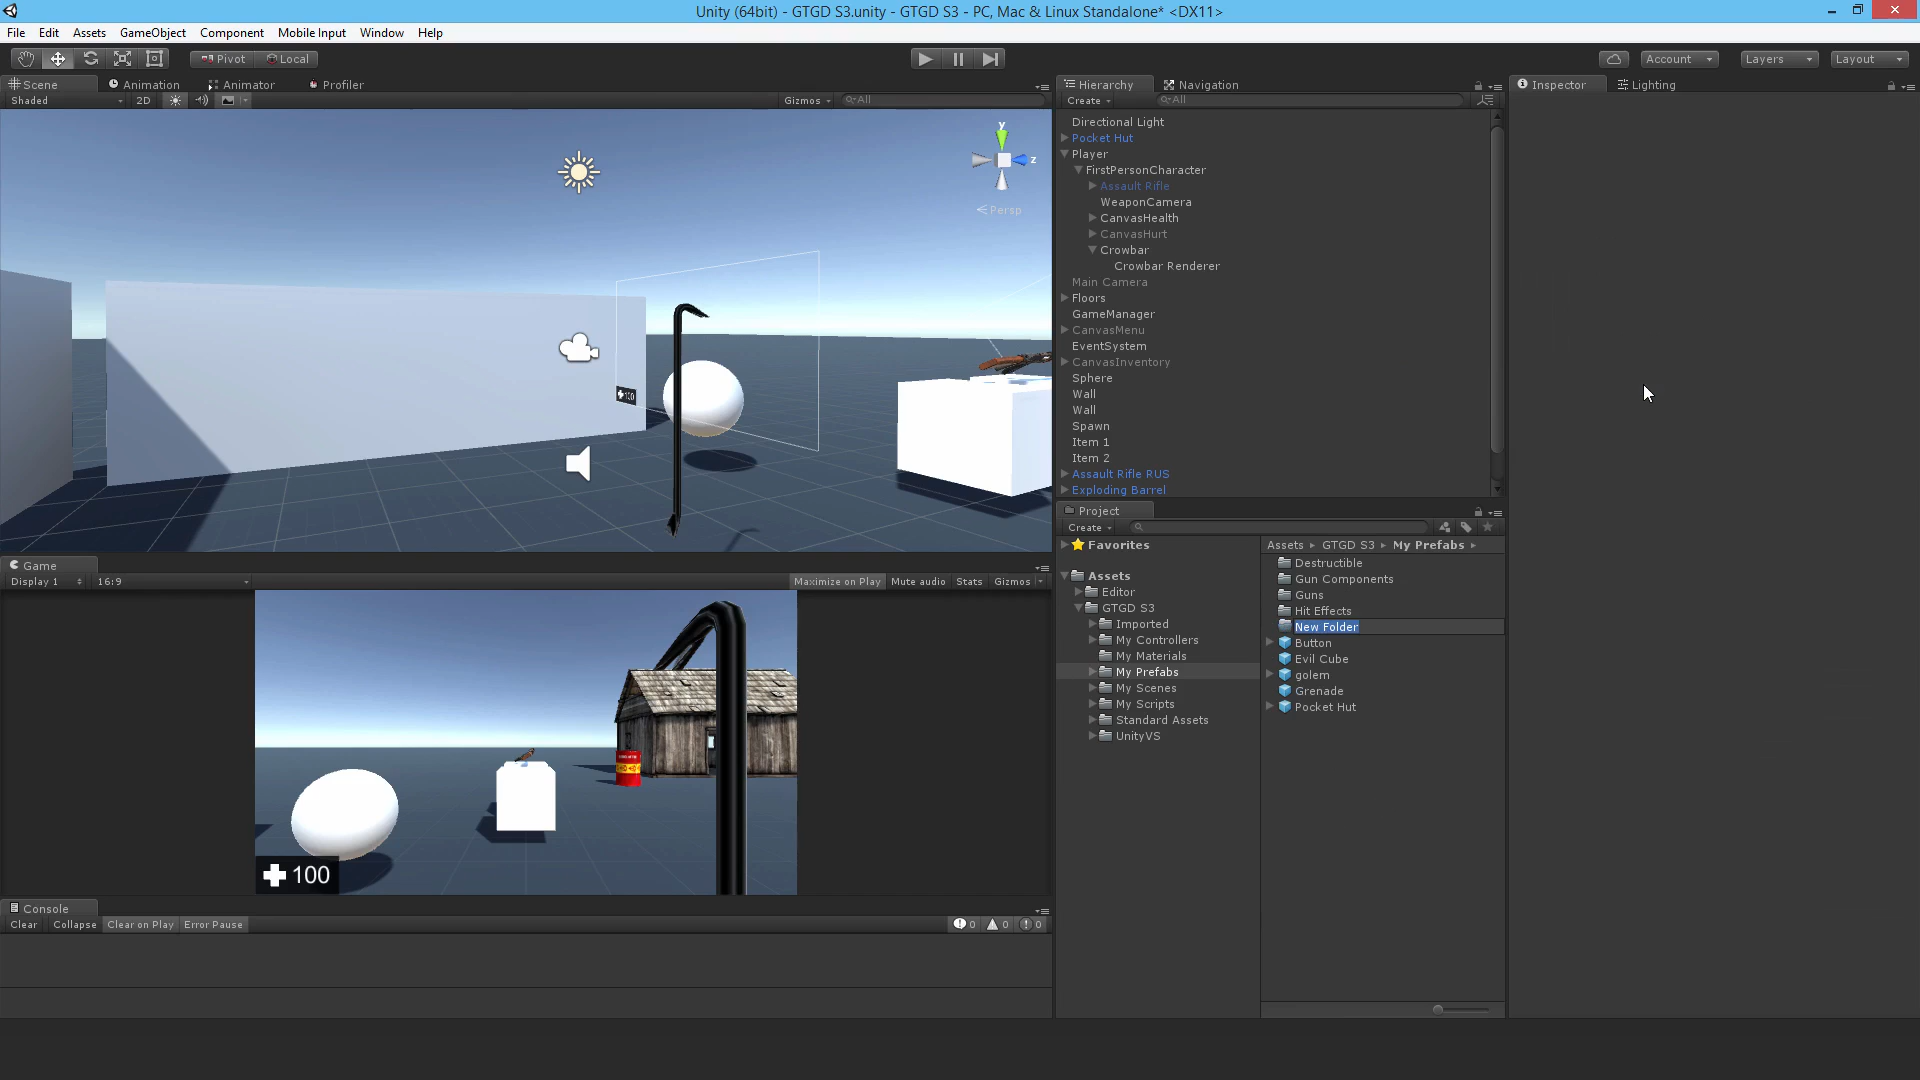 Unity (64bit) - GTGD S3.unity - GTGD S3 - PC, Mac & Linux Standalone* <DX11>
File Edit Assets GameObject Component Mobile Input Window Help
Pivot Local Account Layers Layout
Scene Animation Animator Profiler
Shaded 2D Gizmos All
y
z
Persp
100
Hierarchy Navigation
Create All
Directional Light
Pocket Hut
Player
FirstPersonCharacter
Assault Rifle
WeaponCamera
CanvasHealth
CanvasHurt
Crowbar
Crowbar Renderer
Main Camera
Floors
GameManager
CanvasMenu
EventSystem
CanvasInventory
Sphere
Wall
Wall
Spawn
Item 1
Item 2
Assault Rifle RUS
Exploding Barrel
Inspector Lighting
Game
Display 1 16:9 Maximize on Play Mute audio Stats Gizmos
100
Console
Clear Collapse Clear on Play Error Pause 0 0 0
Project
Create
Favorites
Assets
Editor
GTGD S3
Imported
My Controllers
My Materials
My Prefabs
My Scenes
My Scripts
Standard Assets
UnityVS
Assets GTGD S3 My Prefabs
Destructible
Gun Components
Guns
Hit Effects
New Folder
Button
Evil Cube
golem
Grenade
Pocket Hut